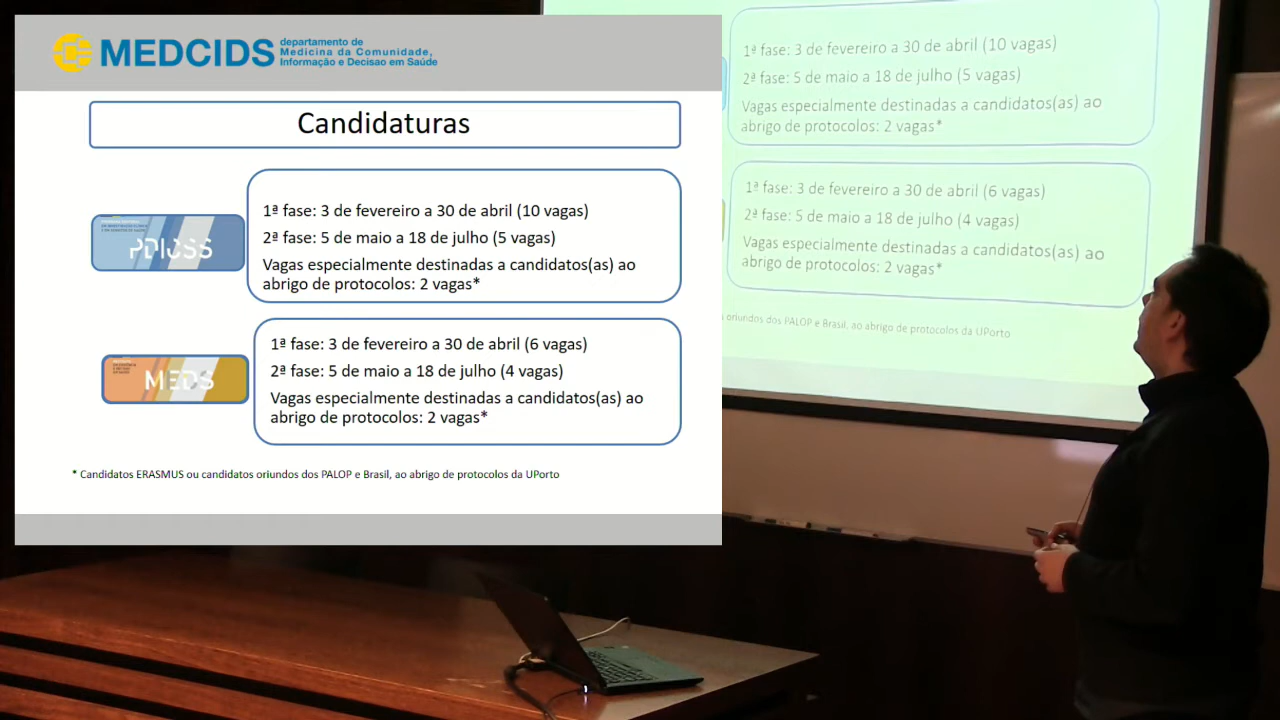 MEDCIDS
departamento de
Medicina da Comunidade,
Informação e Decisao em Saúde
Candidaturas
PDICSS
1ª fase: 3 de fevereiro a 30 de abril (10 vagas)
2ª fase: 5 de maio a 18 de julho (5 vagas)
Vagas especialmente destinadas a candidatos(as) ao
abrigo de protocolos: 2 vagas*
MEDS
1ª fase: 3 de fevereiro a 30 de abril (6 vagas)
2ª fase: 5 de maio a 18 de julho (4 vagas)
Vagas especialmente destinadas a candidatos(as) ao
abrigo de protocolos: 2 vagas*
* Candidatos ERASMUS ou candidatos oriundos dos PALOP e Brasil, ao abrigo de protocolos da UPorto
1ª fase: 3 de fevereiro a 30 de abril (10 vagas)
2ª fase: 5 de maio a 18 de julho (5 vagas)
Vagas especialmente destinadas a candidatos(as) ao
abrigo de protocolos: 2 vagas*
1ª fase: 3 de fevereiro a 30 de abril (6 vagas)
2ª fase: 5 de maio a 18 de julho (4 vagas)
Vagas especialmente destinadas a candidatos(as) ao
abrigo de protocolos: 2 vagas*
oriundos dos PALOP e Brasil, ao abrigo de protocolos da UPorto